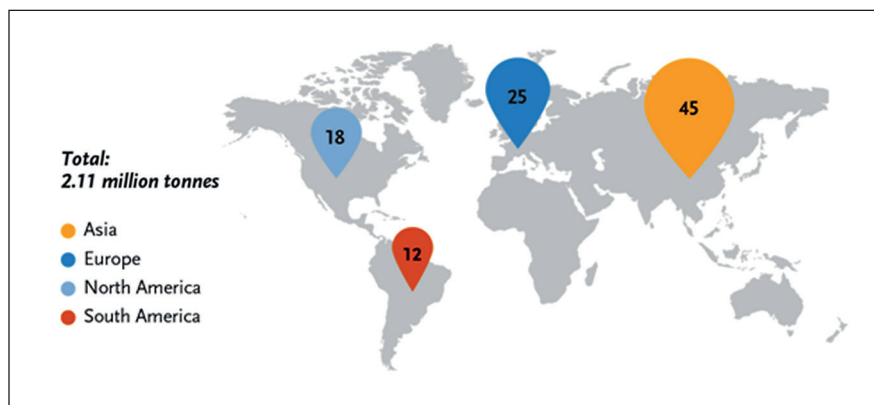 25
45
18
Total:
2.11 million tonnes
Asia
12
Europe
North America
South America